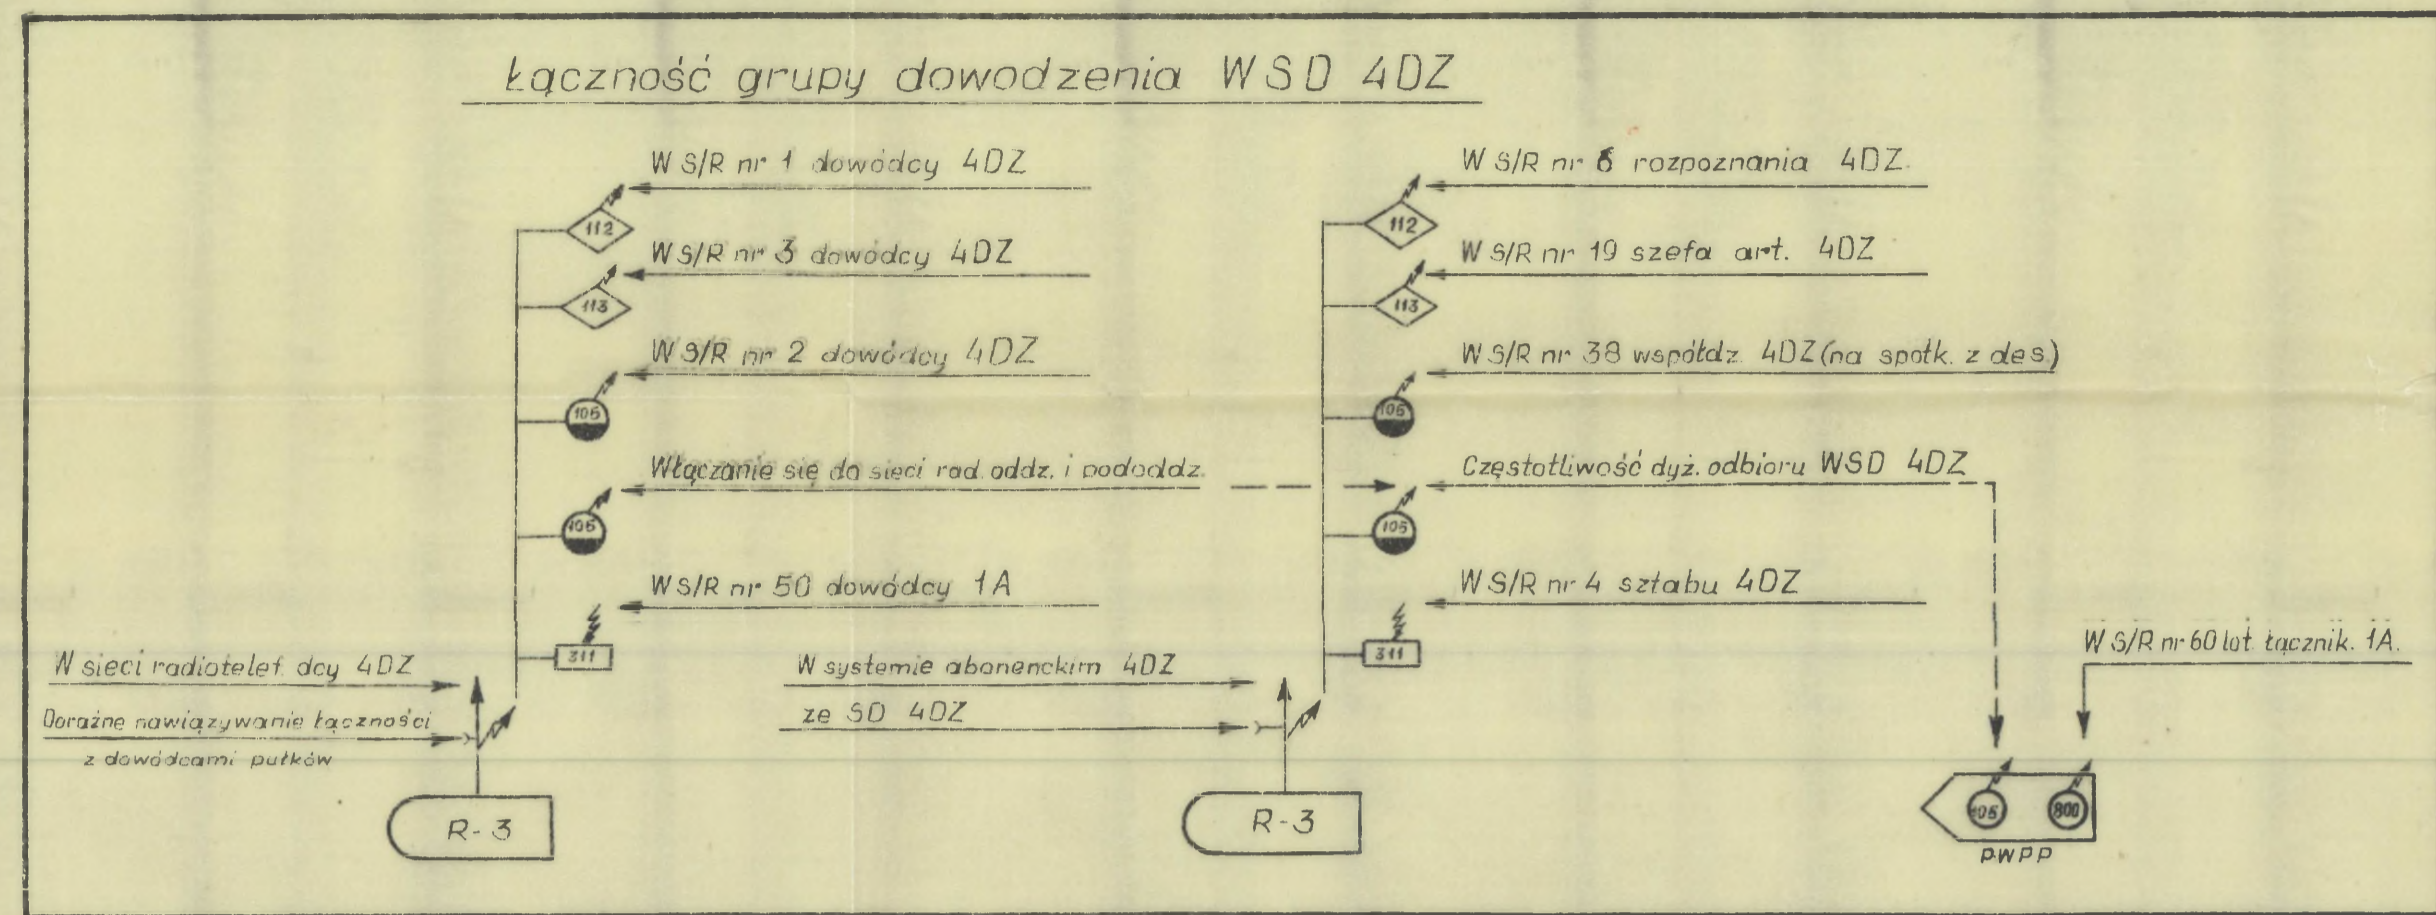 Łączność grupy dowodzenia WSD 4DZ
W S/R nr 1 dowódcy 4DZ
112
W S/R nr 3 dowódcy 4DZ
113
W S/R nr 2 dowódcy 4DZ
105
Włączanie się do sieci rad. oddz. i pododdz.
105
W S/R nr 50 dowódcy 1A
311
W sieci radiotelef. dcy 4DZ
Doraźne nawiązywanie łączności
z dowódcami pułków
R-3
W S/R nr 6 rozpoznania 4DZ.
112
W S/R nr 19 szefa art. 4DZ
113
W S/R nr 38 współdz. 4DZ (na spotk. z des.)
105
Częstotliwość dyż. odbioru WSD 4DZ
105
W S/R nr 4 sztabu 4DZ
311
W systemie abonenckim 4DZ
ze SD 4DZ
R-3
W S/R nr 60 lot. łącznik. 1A.
105
800
PWPP